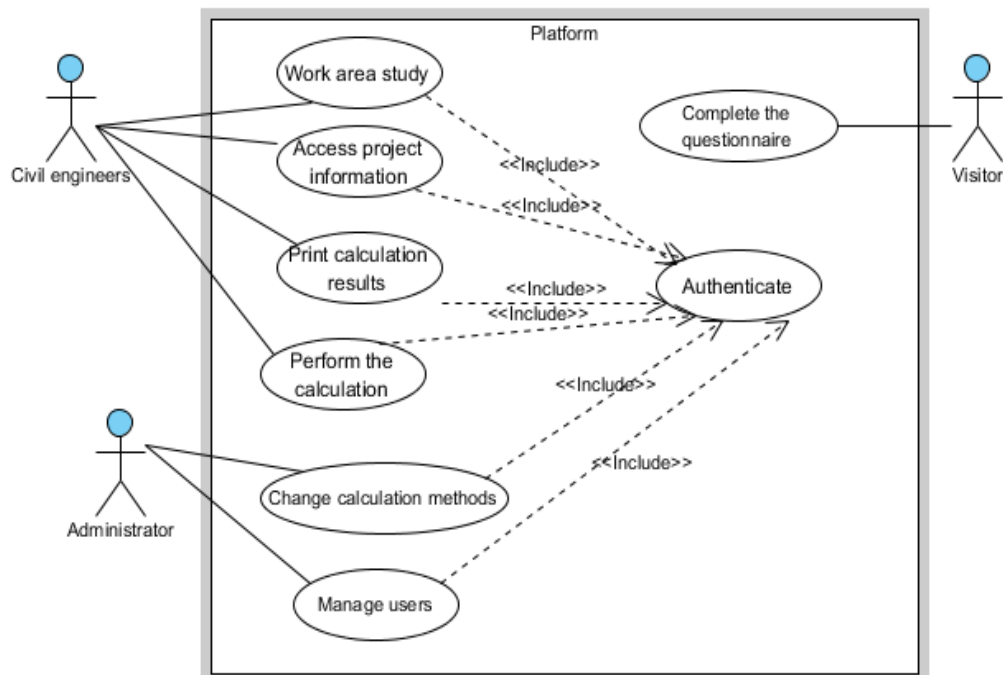 Platform
Work area study
Complete the
questionnaire
Access project
information
Civil engineers
Visitor
<<Include>>
<<Include>>
Print calculation
results
Authenticate
<<Include>>
<<Include>>
Perform the
calculation
<<Include>>
Administrator
<<Include>>
Change calculation methods
Manage users